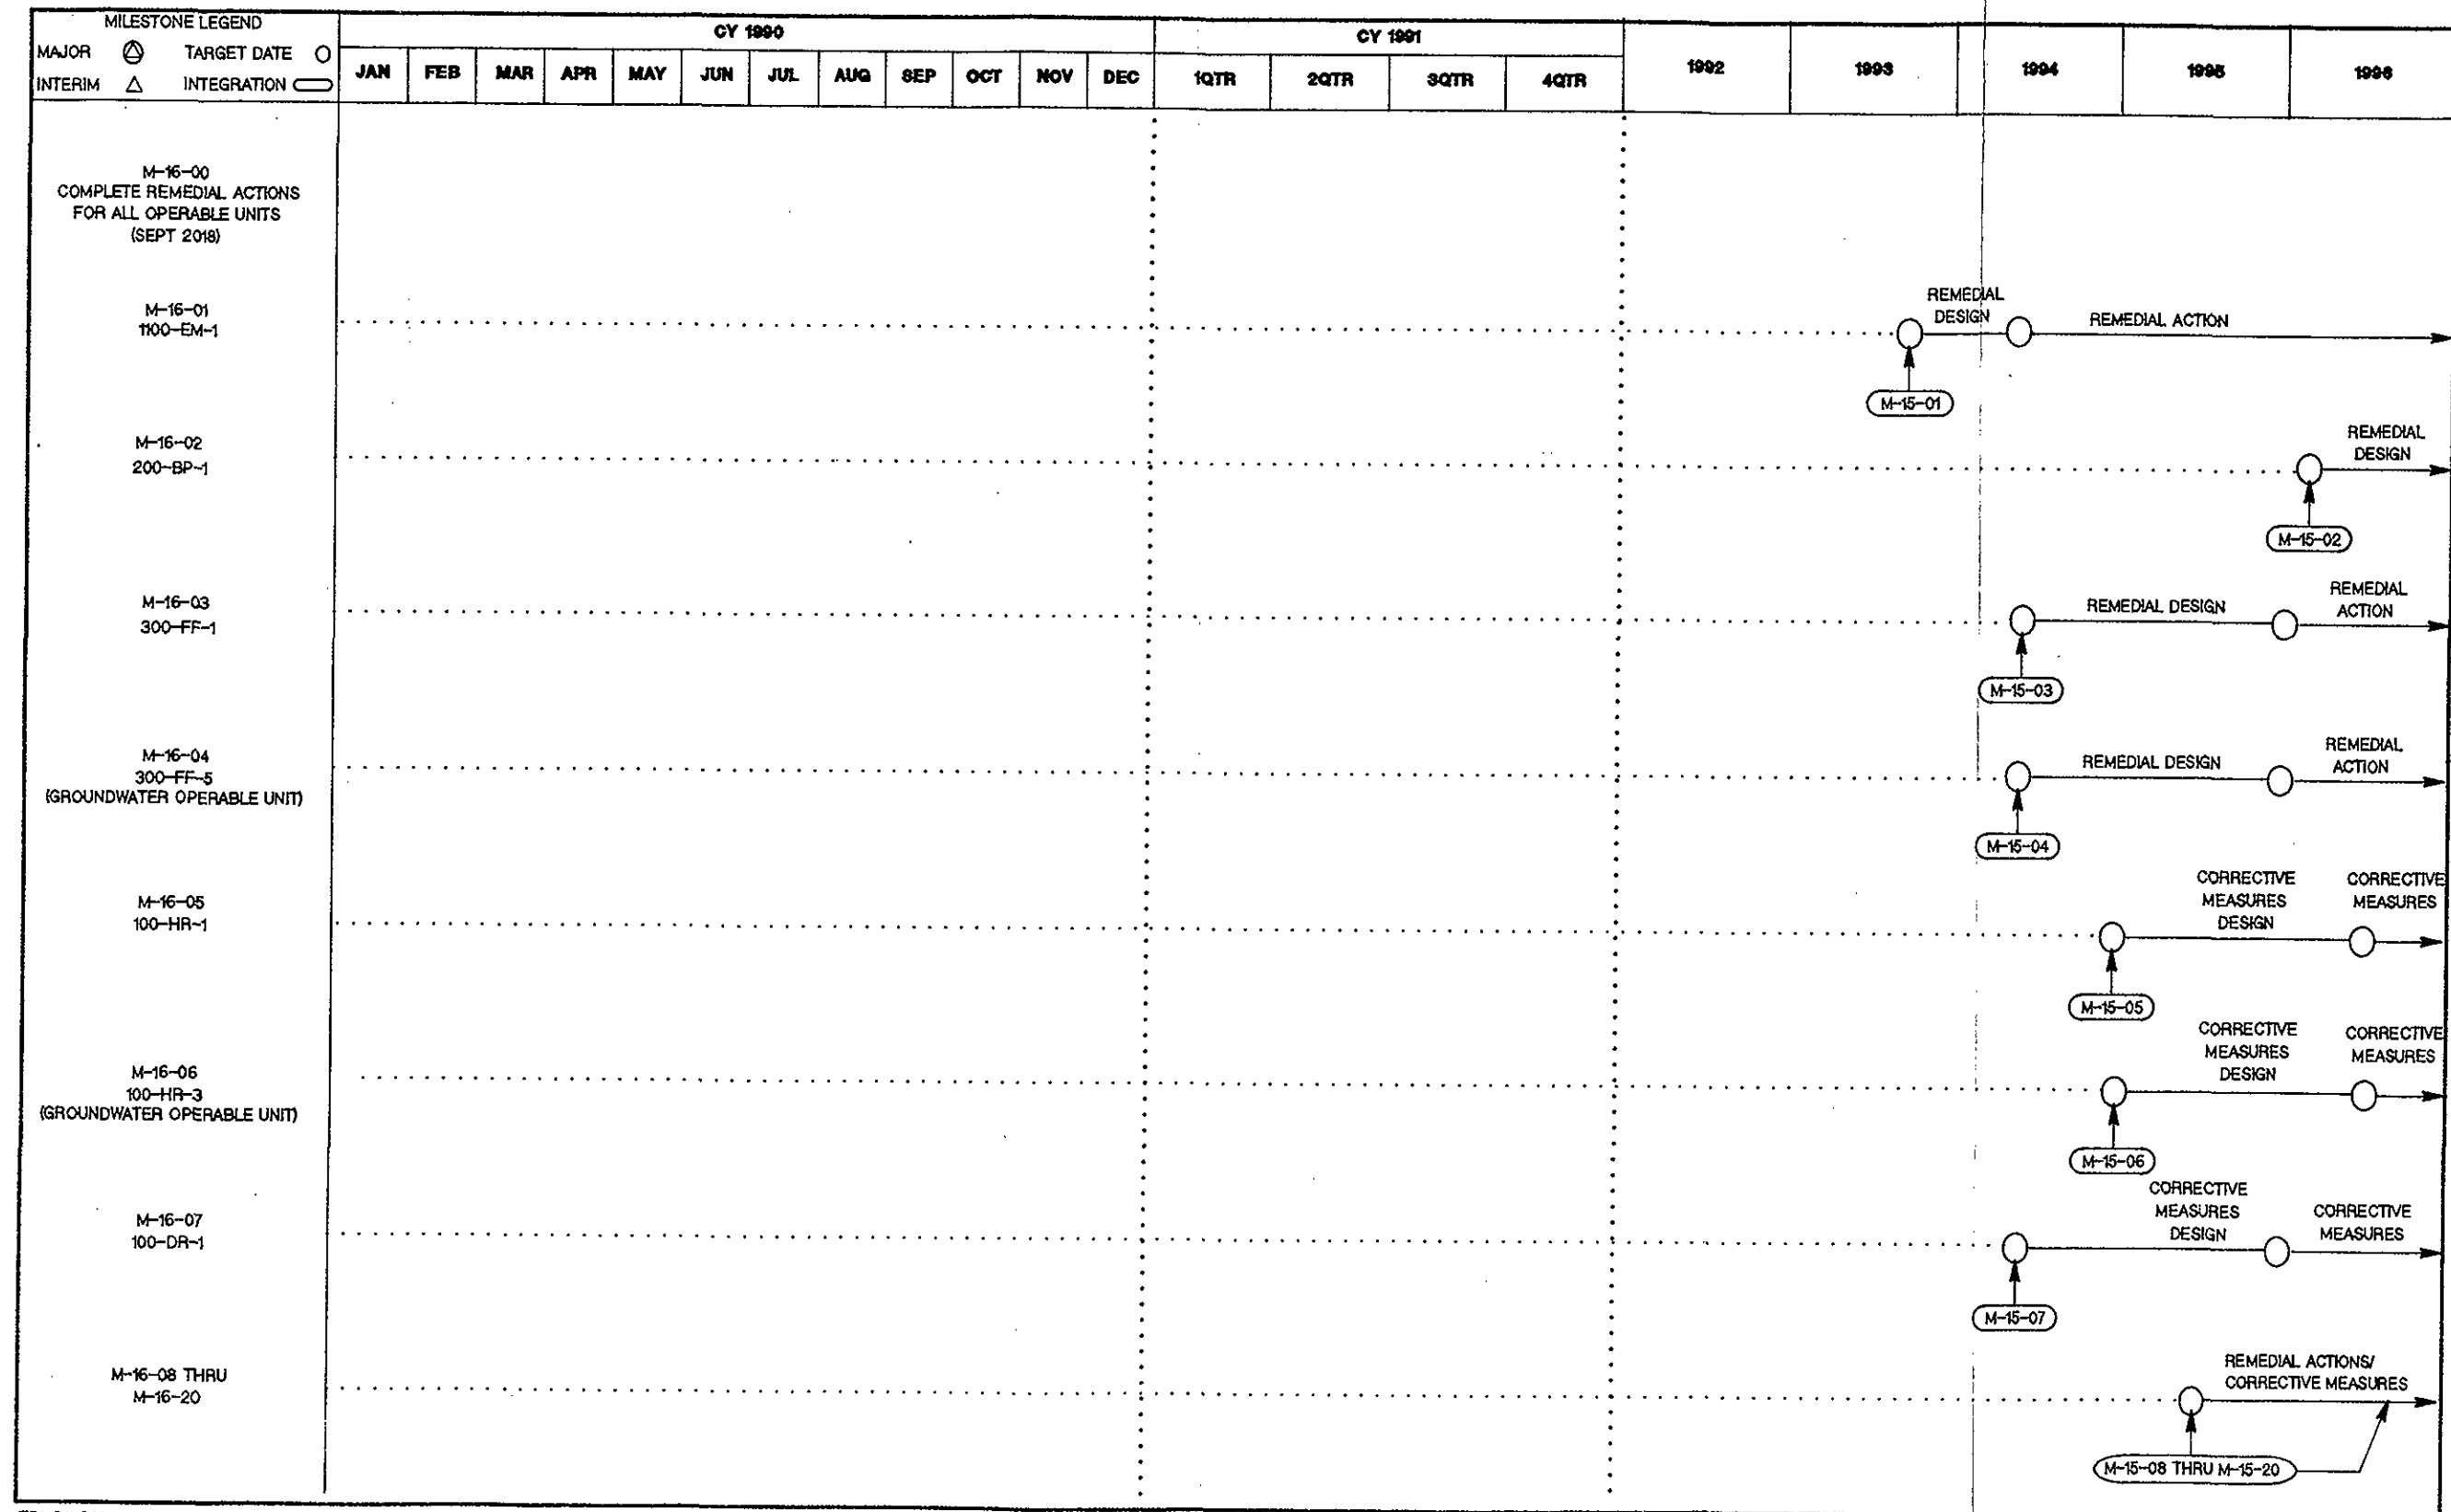 MILESTONE LEGEND
MAJOR TARGET DATE
INTERIM INTEGRATION
CY 1990
CY 1991
JAN FEB MAR APR MAY JUN JUL AUG SEP OCT NOV DEC 1QTR 2QTR 3QTR 4QTR 1992 1993 1994 1995 1996
M-16-00
COMPLETE REMEDIAL ACTIONS
FOR ALL OPERABLE UNITS
(SEPT 2018)
M-16-01
1100-EM-1
REMEDIAL
DESIGN
REMEDIAL ACTION
M-15-01
M-16-02
200-BP-1
REMEDIAL
DESIGN
M-15-02
M-16-03
300-FF-1
REMEDIAL DESIGN
REMEDIAL
ACTION
M-15-03
M-16-04
300-FF-5
(GROUNDWATER OPERABLE UNIT)
REMEDIAL DESIGN
REMEDIAL
ACTION
M-15-04
M-16-05
100-HR-1
CORRECTIVE
MEASURES
DESIGN
CORRECTIVE
MEASURES
M-15-05
M-16-06
100-HR-3
(GROUNDWATER OPERABLE UNIT)
CORRECTIVE
MEASURES
DESIGN
CORRECTIVE
MEASURES
M-15-06
M-16-07
100-DR-1
CORRECTIVE
MEASURES
DESIGN
CORRECTIVE
MEASURES
M-15-07
M-16-08 THRU
M-16-20
REMEDIAL ACTIONS/
CORRECTIVE MEASURES
M-15-08 THRU M-15-20